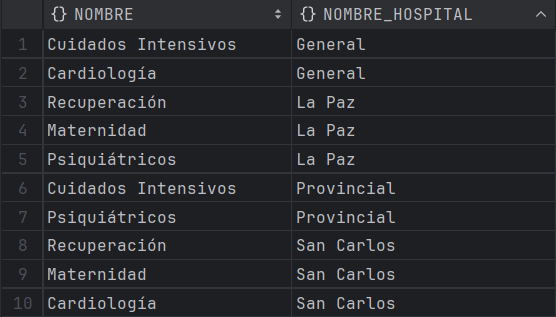 {} NOMBRE {} NOMBRE_HOSPITAL
1 Cuidados Intensivos General
2 Cardiología General
3 Recuperación La Paz
4 Maternidad La Paz
5 Psiquiátricos La Paz
6 Cuidados Intensivos Provincial
7 Psiquiátricos Provincial
8 Recuperación San Carlos
9 Maternidad San Carlos
10 Cardiología San Carlos